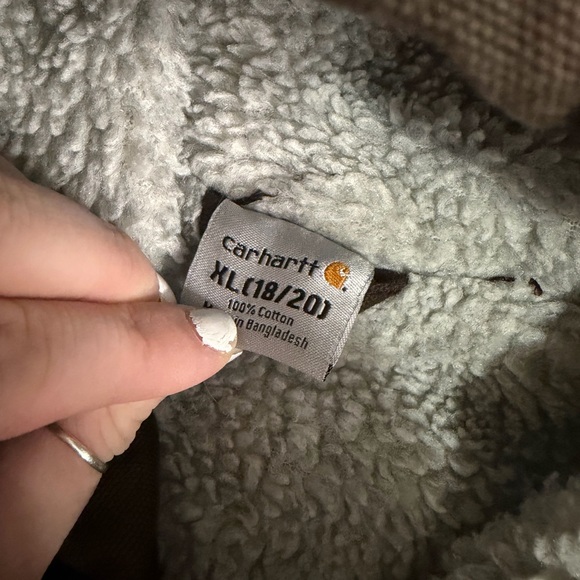 carhartt
XL(18/20)
100% Cotton
in Bangladesh